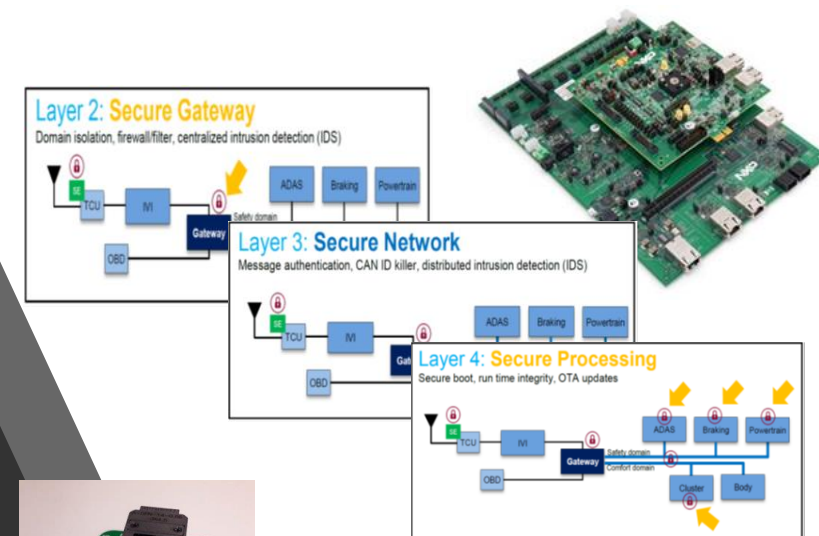 Layer 2: Secure Gateway
Domain isolation, firewall/filter, centralized intrusion detection (IDS)
SE
TCU
IVI
OBD
Gateway
Safety domain
ADAS
Braking
Powertrain
Layer 3: Secure Network
Message authentication, CAN ID killer, distributed intrusion detection (IDS)
SE
TCU
IVI
OBD
Gat
ADAS
Braking
Powertrain
Layer 4: Secure Processing
Secure boot, run time integrity, OTA updates
SE
TCU
IVI
OBD
Gateway
Safety domain
Comfort domain
ADAS
Braking
Powertrain
Cluster
Body
NXP
NXP